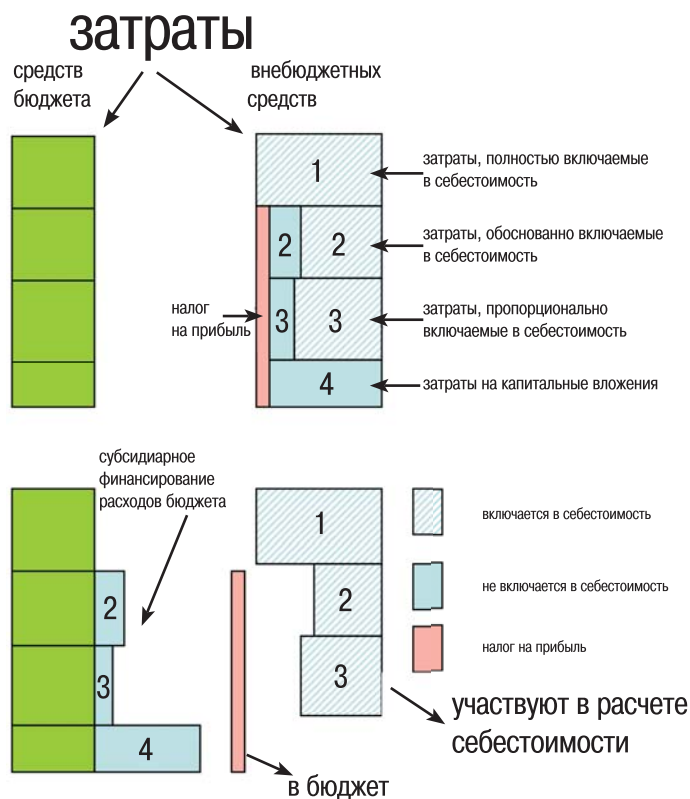 затраты
средств
бюджета
внебюджетных
средств
1
затраты, полностью включаемые
в себестоимость
2
2
затраты, обоснованно включаемые
в себестоимость
налог
на прибыль
3
3
затраты, пропорционально
включаемые в себестоимость
4
затраты на капитальные вложения
субсидиарное
финансирование
расходов бюджета
1
включается в себестоимость
2
2
не включается в себестоимость
3
3
налог на прибыль
4
участвуют в расчете
себестоимости
в бюджет